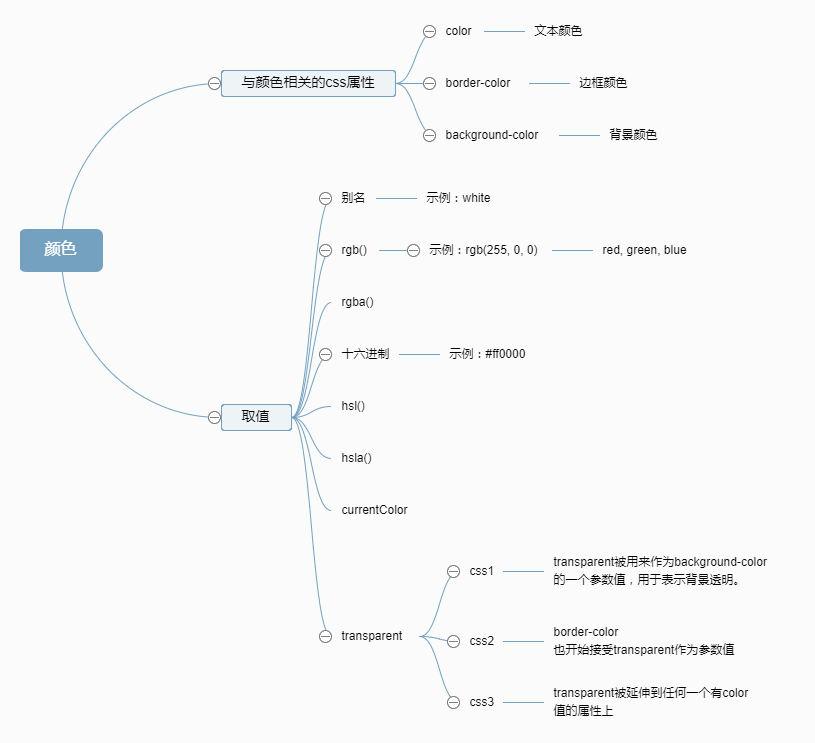 颜色
与颜色相关的css属性
color
文本颜色
border-color
边框颜色
background-color
背景颜色
取值
别名
示例：white
rgb()
示例：rgb(255, 0, 0)
red, green, blue
rgba()
十六进制
示例：#ff0000
hsl()
hsla()
currentColor
transparent
css1
transparent被用来作为background-color
的一个参数值，用于表示背景透明。
css2
border-color
也开始接受transparent作为参数值
css3
transparent被延伸到任何一个有color
值的属性上